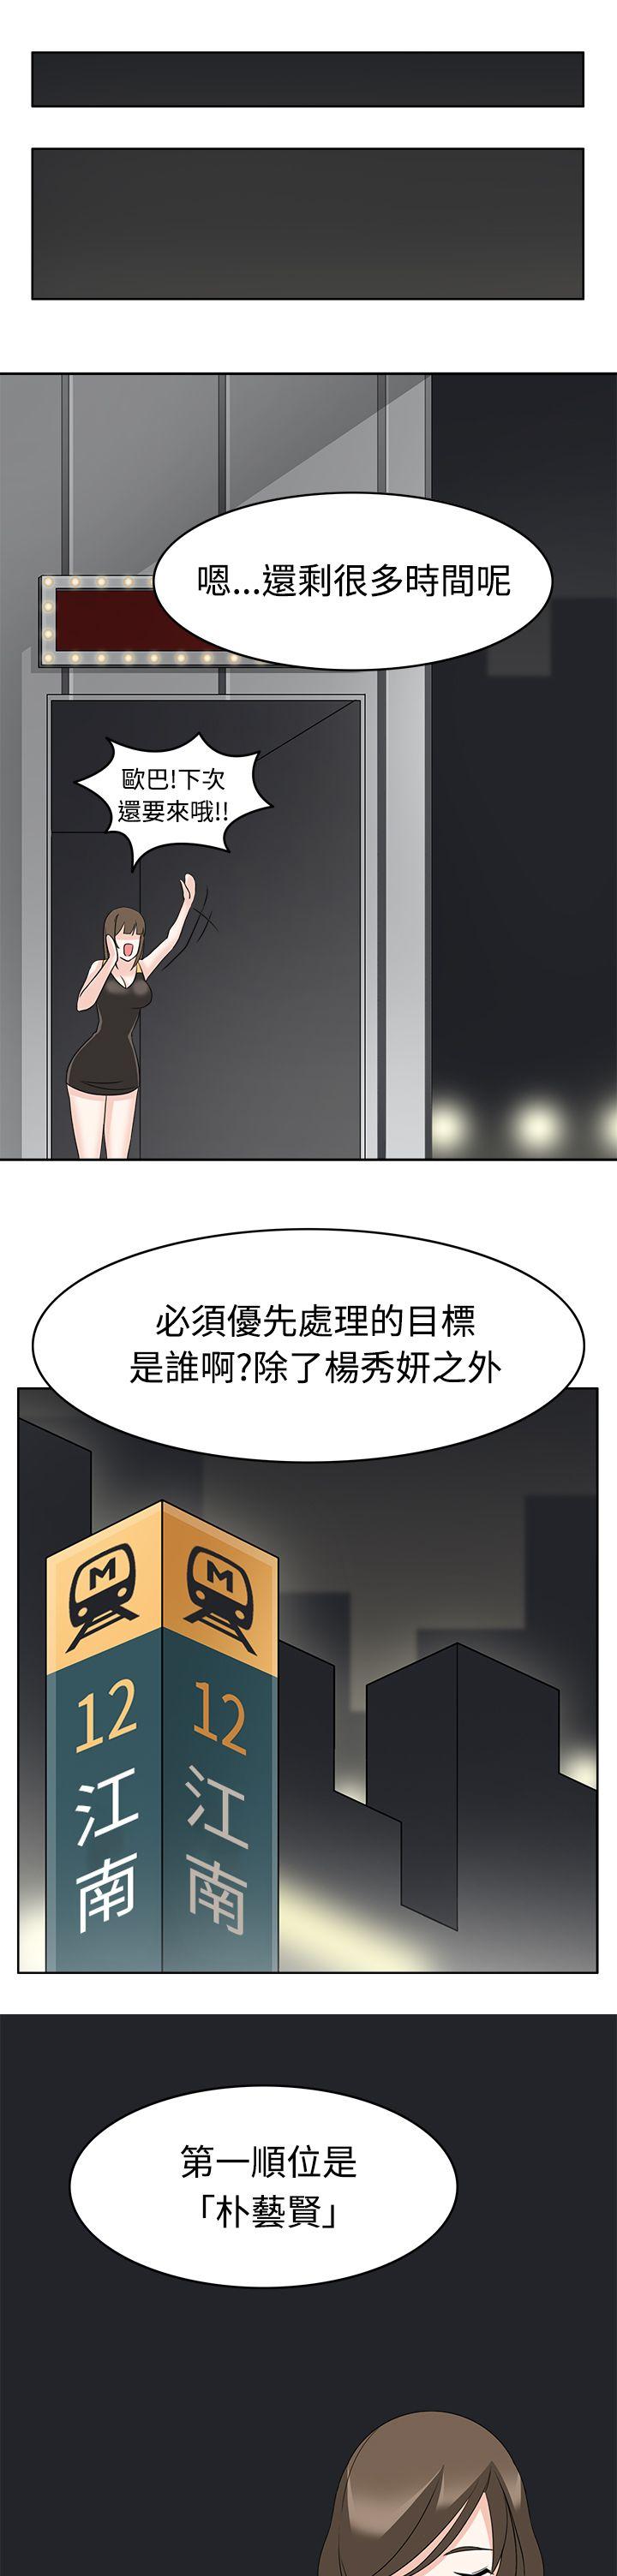 嗯...還剩很多時間呢
歐巴!下次
還要來哦!!
必須優先處理的目標
是誰啊?除了楊秀妍之外
M
M
12
江南
12
江南
第一順位是
「朴藝賢」